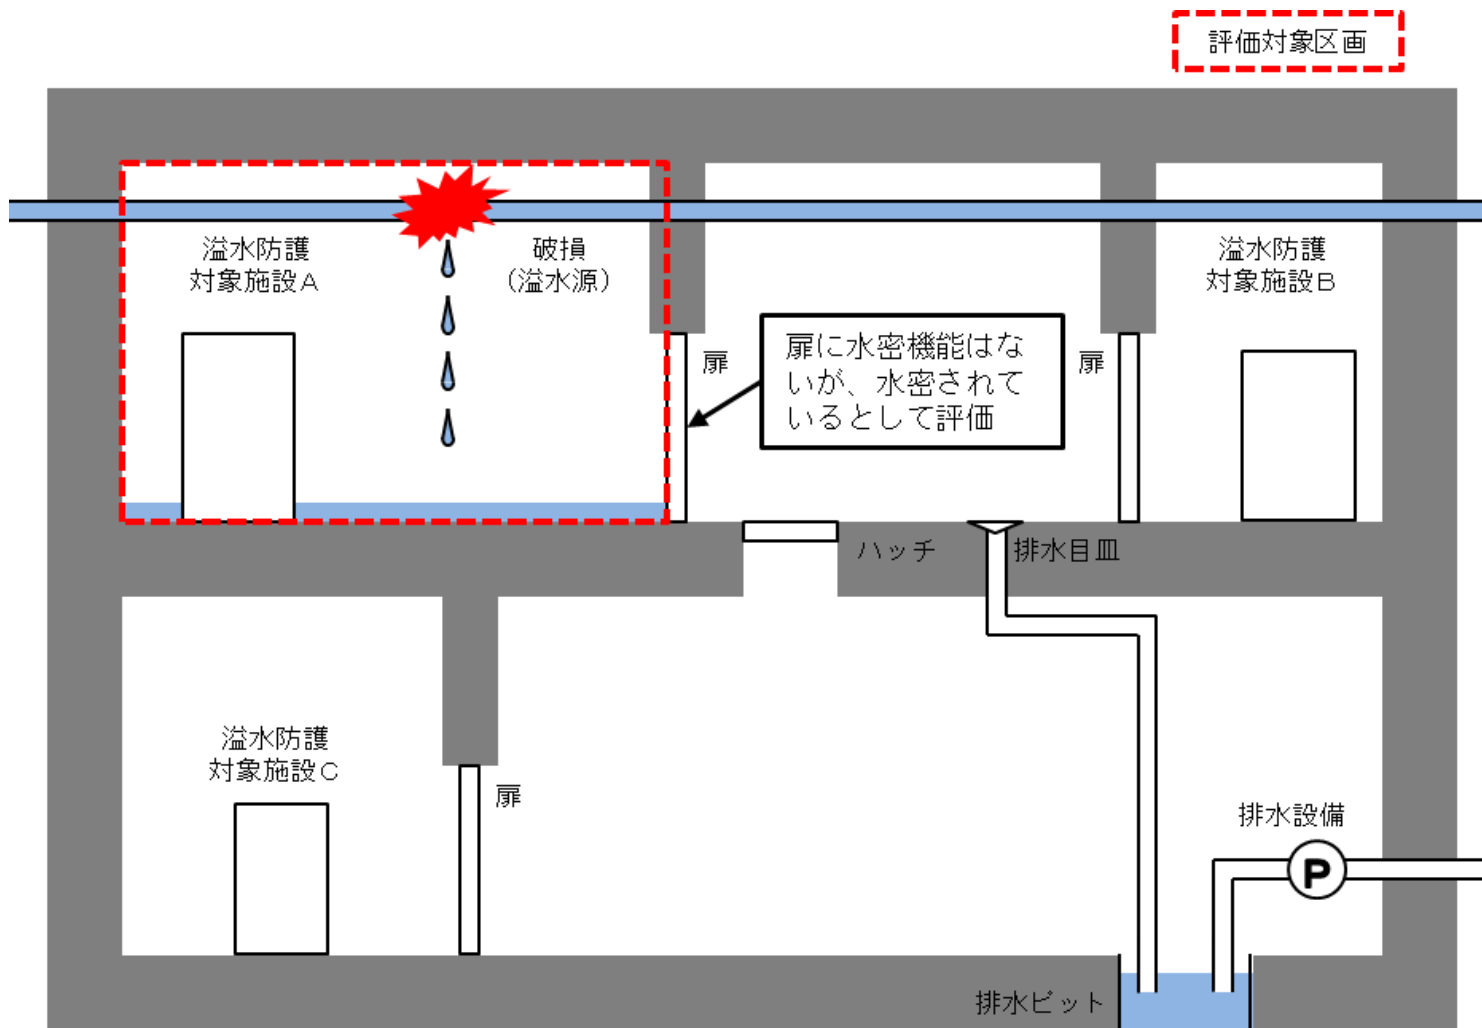 評価対象区画
溢水防護
対象施設A
破損
(溢水源)
溢水防護
対象施設B
扉
扉に水密機能はな
いが、水密されて
いるとして評価
扉
ハッチ
排水目皿
溢水防護
対象施設C
扉
排水設備
P
排水ピット